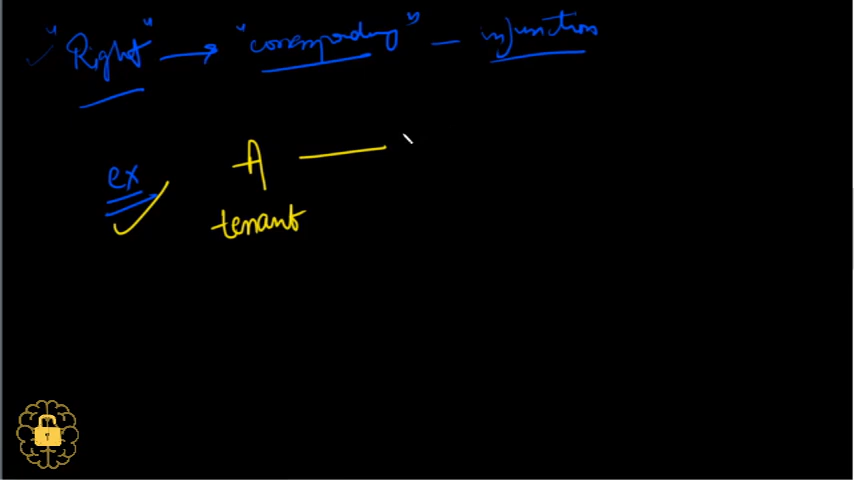 "Right" → "corresponding" — injunction
ex A —
tenant